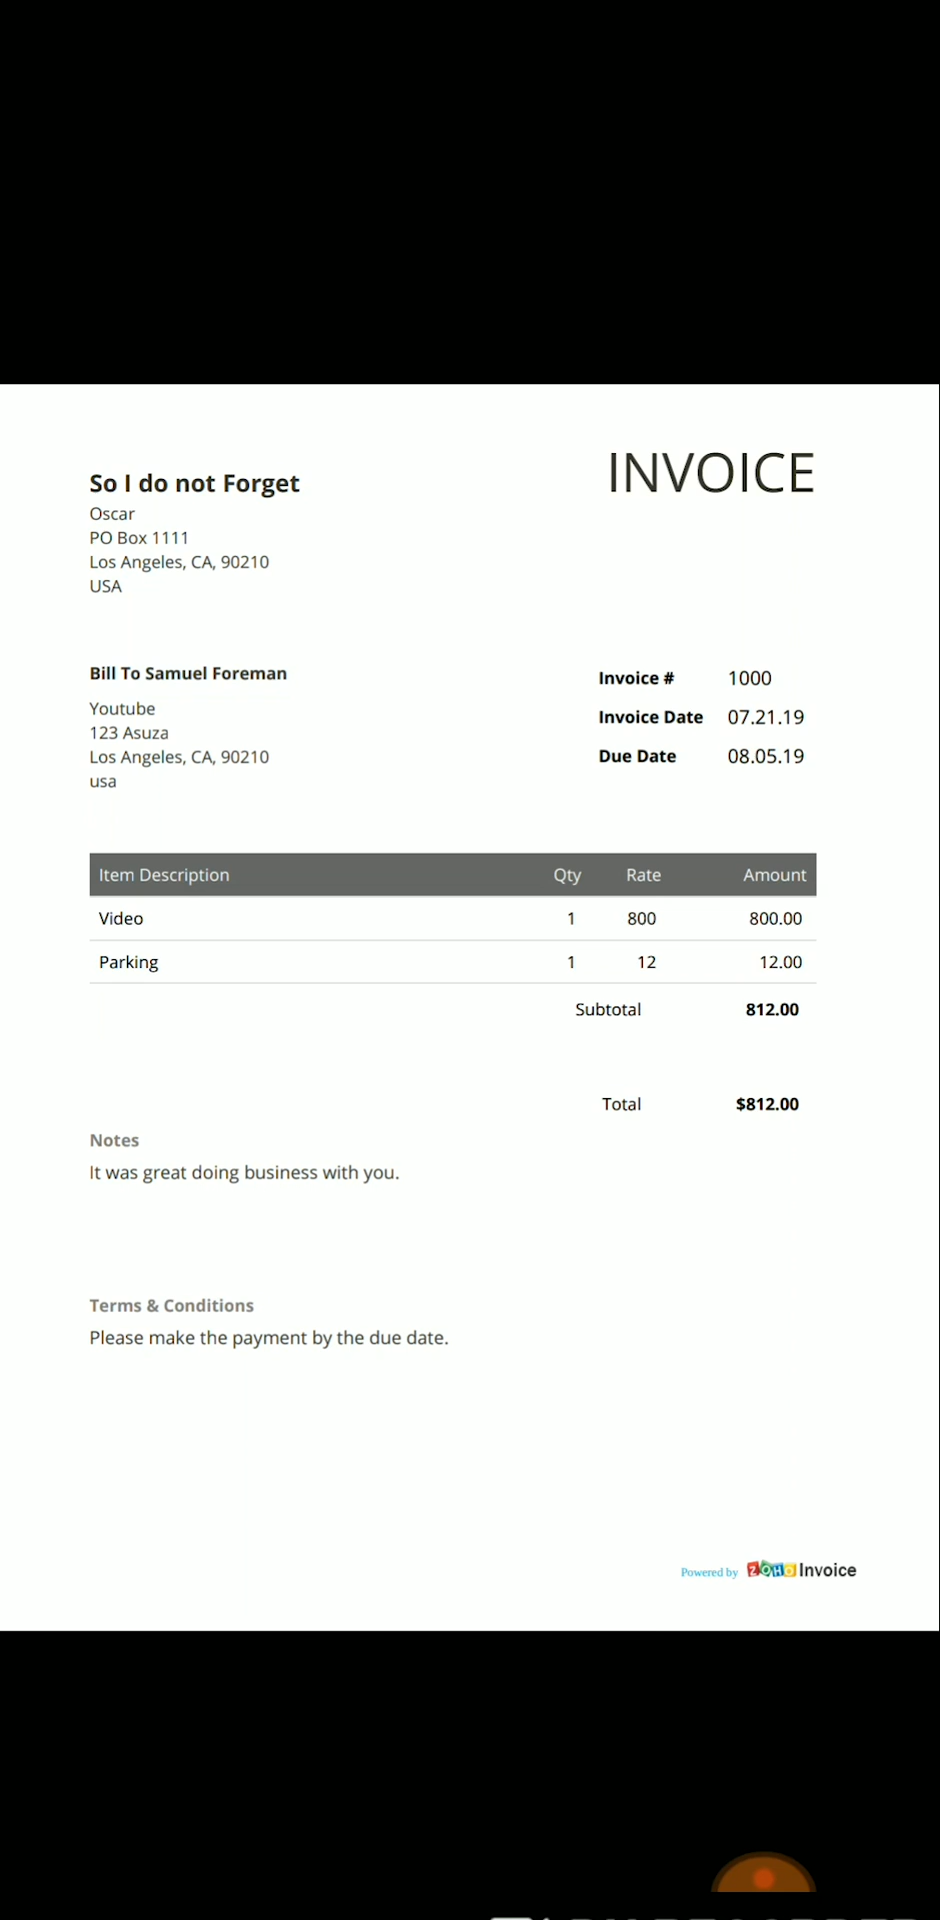 INVOICE
So I do not Forget
Oscar
PO Box 1111
Los Angeles, CA, 90210
USA
Bill To Samuel Foreman
Youtube
123 Asuza
Los Angeles, CA, 90210
usa
Invoice # 1000
Invoice Date 07.21.19
Due Date 08.05.19
Item Description Qty Rate Amount
Video 1 800 800.00
Parking 1 12 12.00
Subtotal 812.00
Total $812.00
Notes
It was great doing business with you.
Terms & Conditions
Please make the payment by the due date.
Powered by ZOHO Invoice